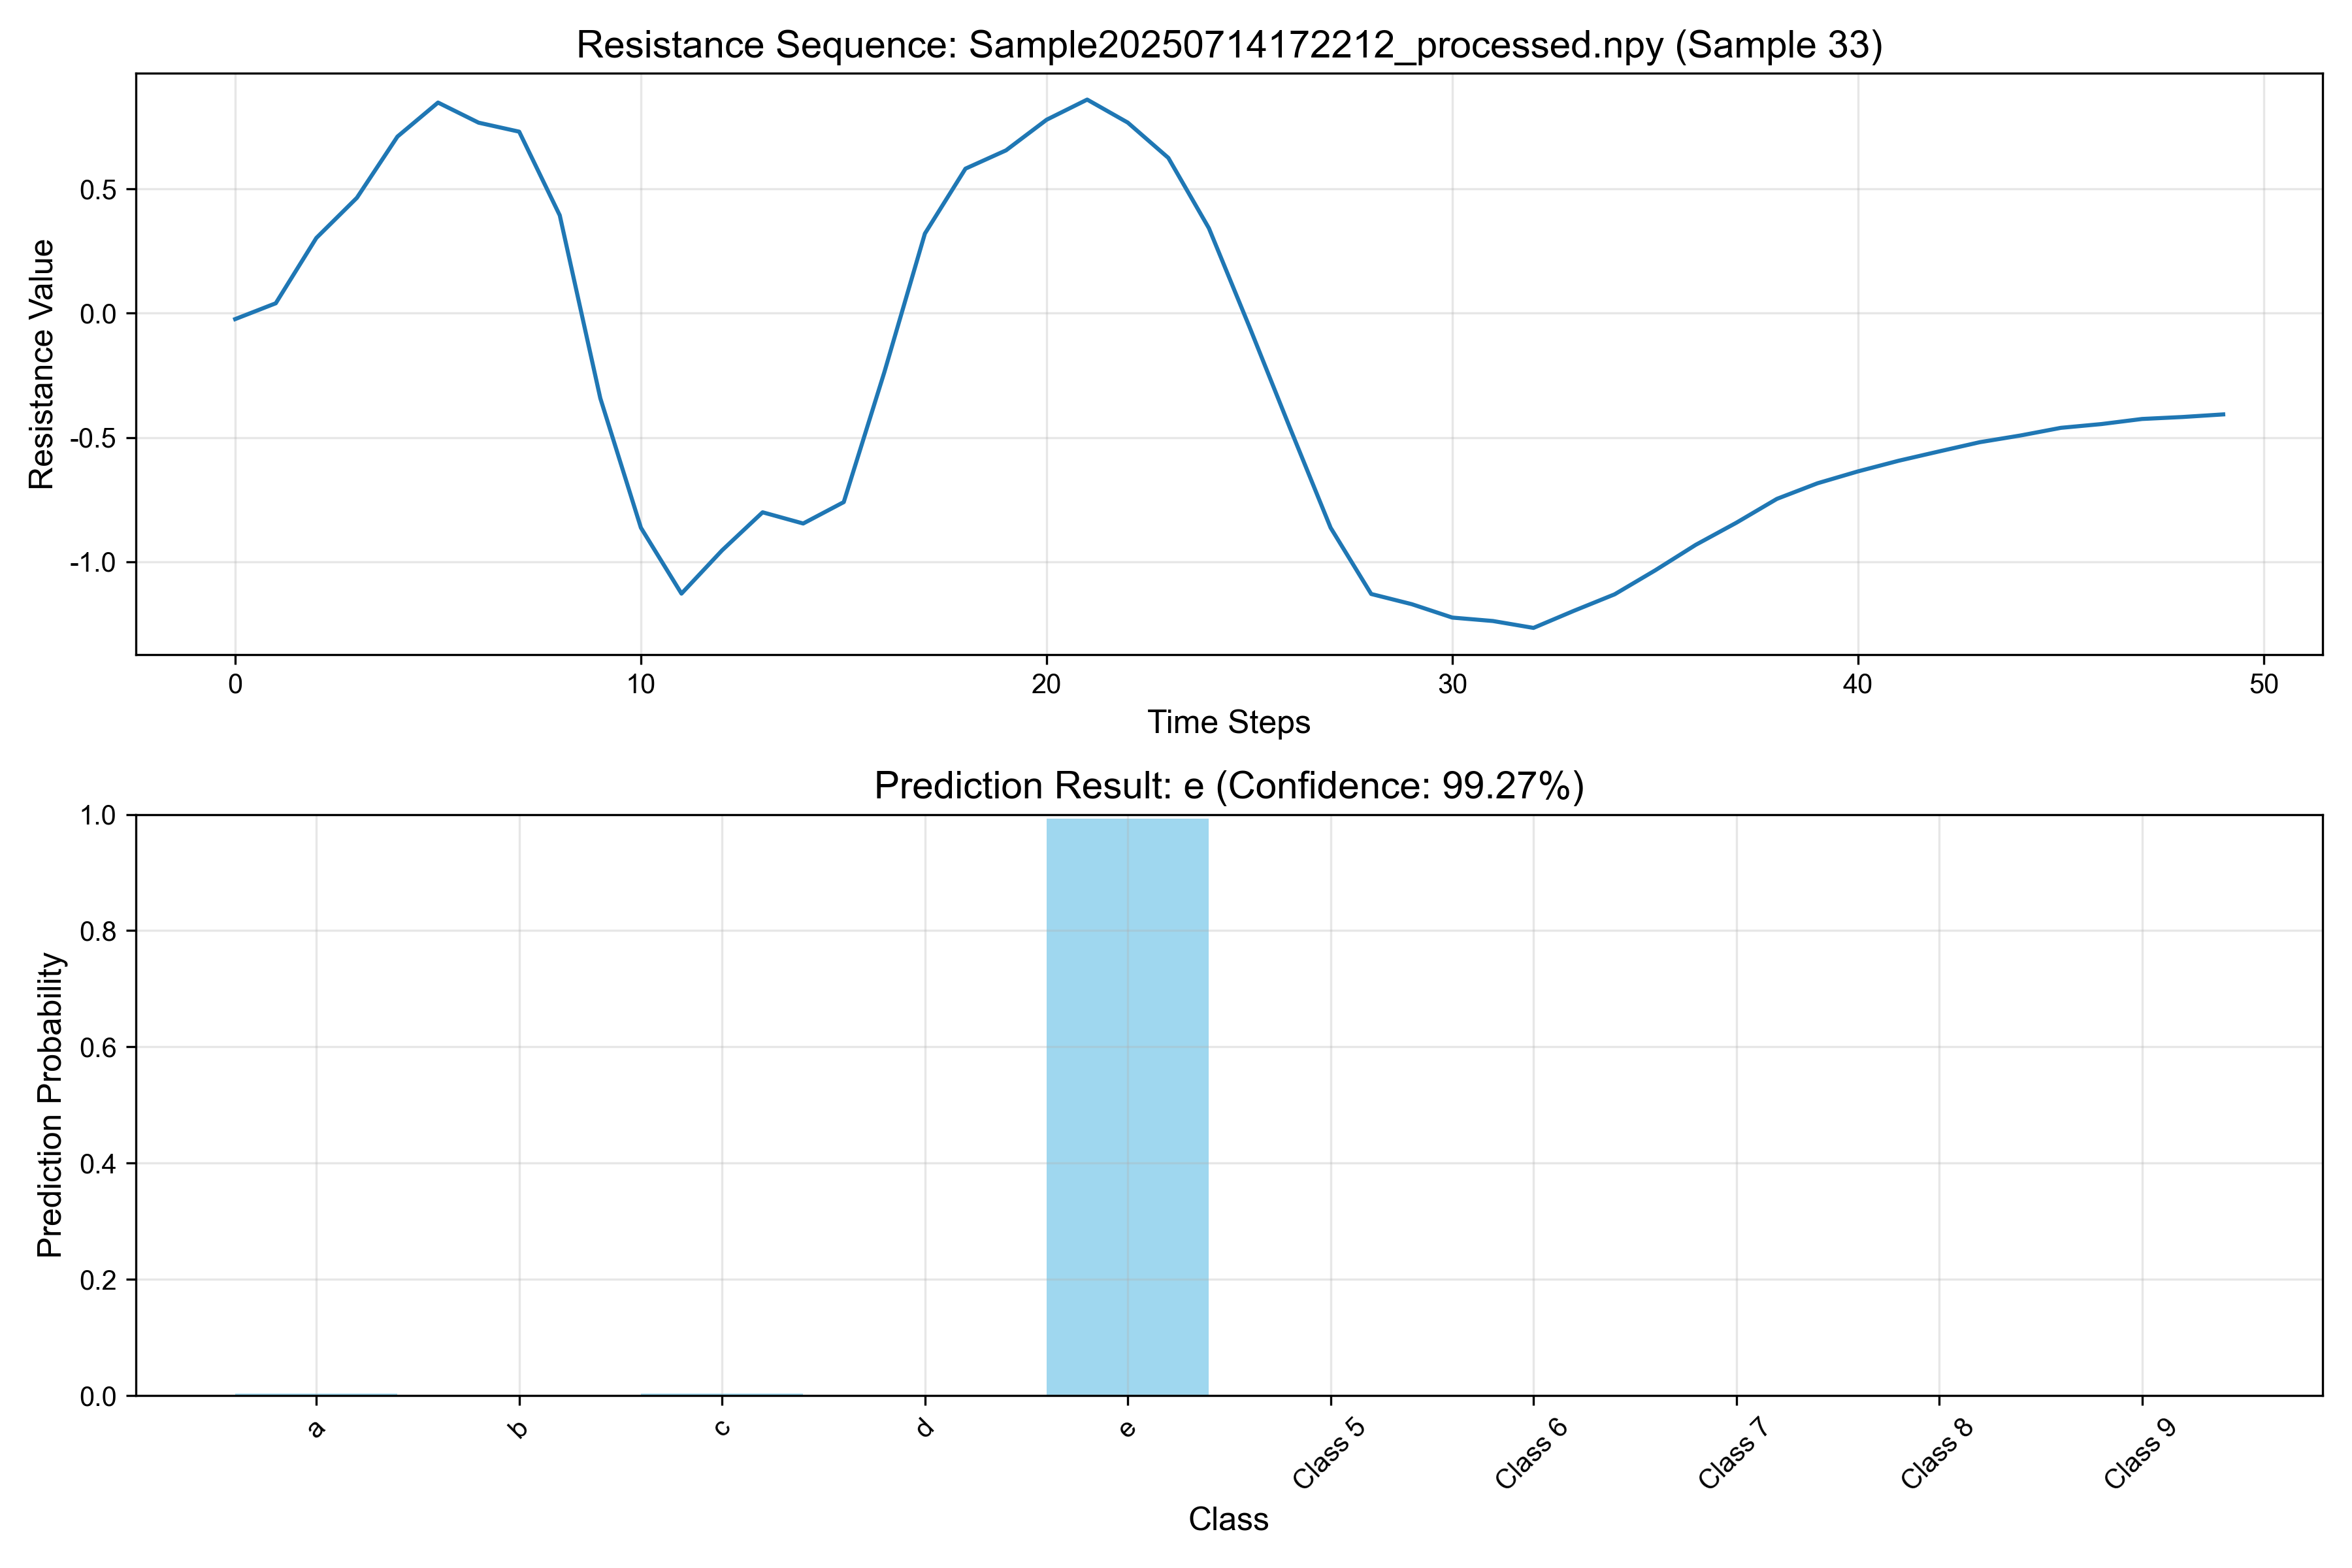 Resistance Sequence: Sample20250714172212_processed.npy (Sample 33)
Resistance Value
0.5
0.0
-0.5
-1.0
0 10 20 30 40 50
Time Steps
Prediction Result: e (Confidence: 99.27%)
Prediction Probability
1.0
0.8
0.6
0.4
0.2
0.0
a b c d e Class 5 Class 6 Class 7 Class 8 Class 9
Class